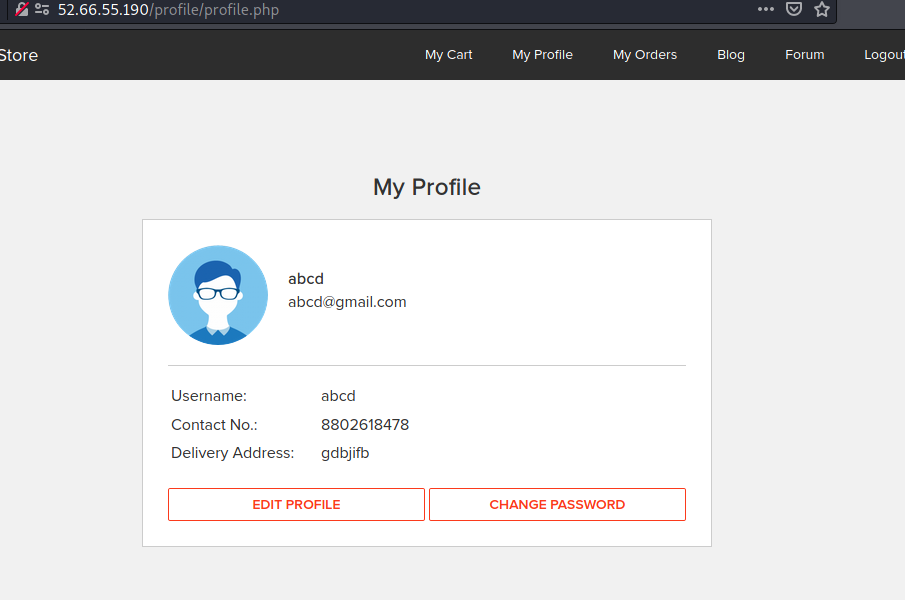 52.66.55.190/profile/profile.php
Store My Cart My Profile My Orders Blog Forum Logout
My Profile
abcd
abcd@gmail.com
Username: abcd
Contact No.: 8802618478
Delivery Address: gdbjifb
EDIT PROFILE CHANGE PASSWORD